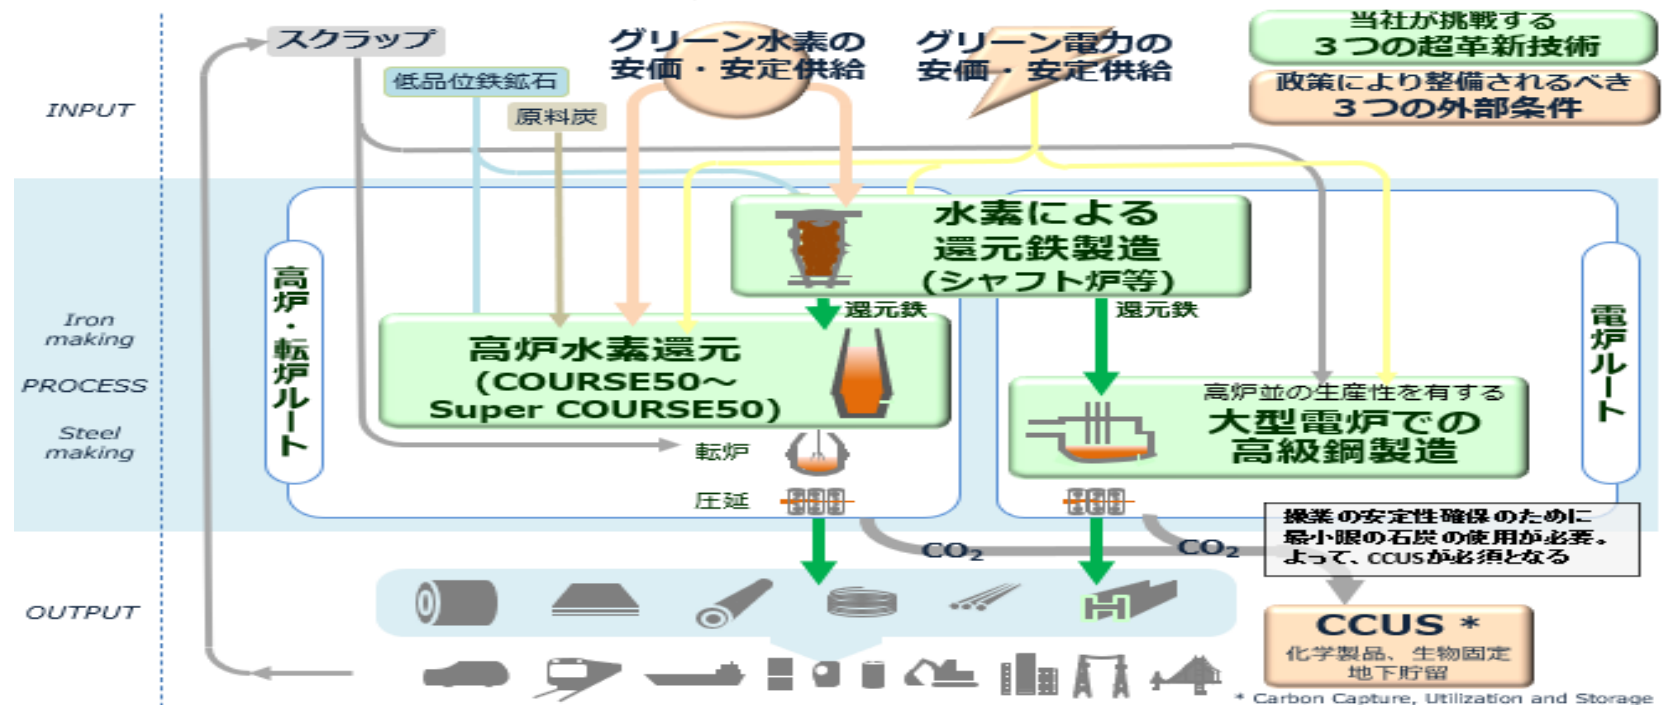 スクラップ
グリーン水素の
安価・安定供給
グリーン電力の
安価・安定供給
当社が挑戦する
３つの超革新技術
政策により整備されるべき
３つの外部条件
低品位鉄鉱石
原料炭
INPUT
水素による
還元鉄製造
(シャフト炉等)
還元鉄
還元鉄
高炉・転炉ルート
電炉ルート
Iron
making
PROCESS
Steel
making
高炉水素還元
(COURSE50～
Super COURSE50)
高炉並の生産性を有する
大型電炉での
高級鋼製造
転炉
圧延
CO₂
CO₂
操業の安定性確保のために
最小限の石炭の使用が必要。
よって、CCUSが必須となる
OUTPUT
CCUS *
化学製品、生物固定
地下貯留
* Carbon Capture, Utilization and Storage